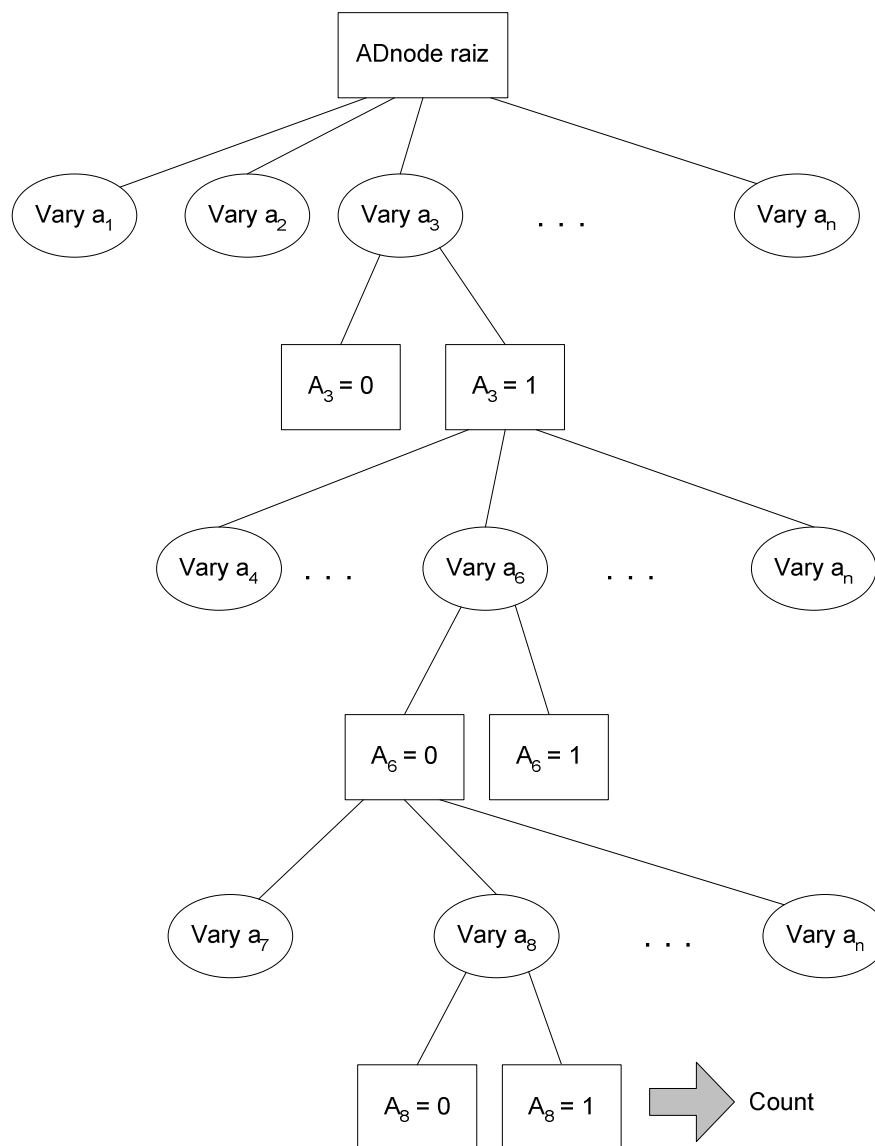 ADnode raiz
Vary a₁ Vary a₂ Vary a₃ . . . Vary aₙ
A₃ = 0 A₃ = 1
Vary a₄ . . . Vary a₆ . . . Vary aₙ
A₆ = 0 A₆ = 1
Vary a₇ Vary a₈ . . . Vary aₙ
A₈ = 0 A₈ = 1 Count